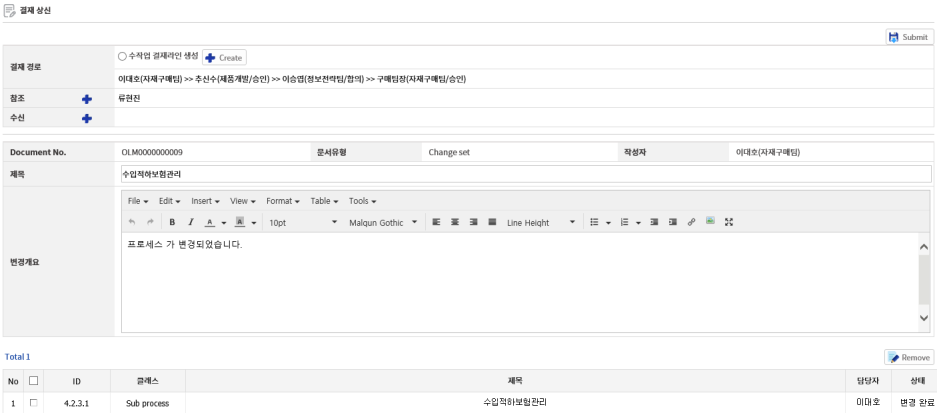 결재 상신
Submit
결재 경로
수작업 결재라인 생성 Create
이대호(자재구매팀) >> 추신수(제품개발/승인) >> 이승엽(정보전략팀/합의) >> 구매팀장(자재구매팀/승인)
참조 류현진
수신
Document No. OLM0000000009 문서유형 Change set 작성자 이대호(자재구매팀)
제목 수입적하보험관리
File Edit Insert View Format Table Tools
B I A A 10pt Malgun Gothic Line Height
프로세스 가 변경되었습니다.
변경개요
Total 1 Remove
No ID 클래스 제목 담당자 상태
1 4.2.3.1 Sub process 수입적하보험관리 이대호 변경 완료